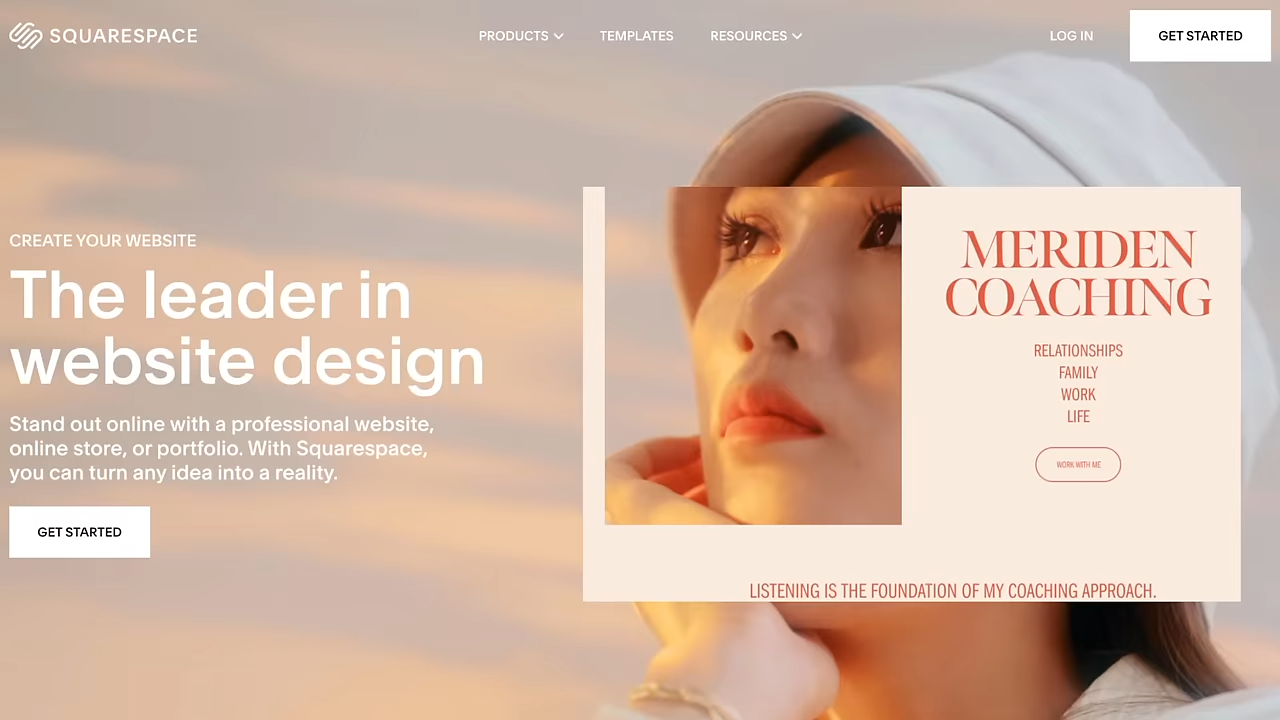 SQUARESPACE
PRODUCTS
TEMPLATES
RESOURCES
LOG IN
GET STARTED
CREATE YOUR WEBSITE
The leader in
website design
Stand out online with a professional website,
online store, or portfolio. With Squarespace,
you can turn any idea into a reality.
GET STARTED
MERIDEN
COACHING
RELATIONSHIPS
FAMILY
WORK
LIFE
WORK WITH ME
LISTENING IS THE FOUNDATION OF MY COACHING APPROACH.